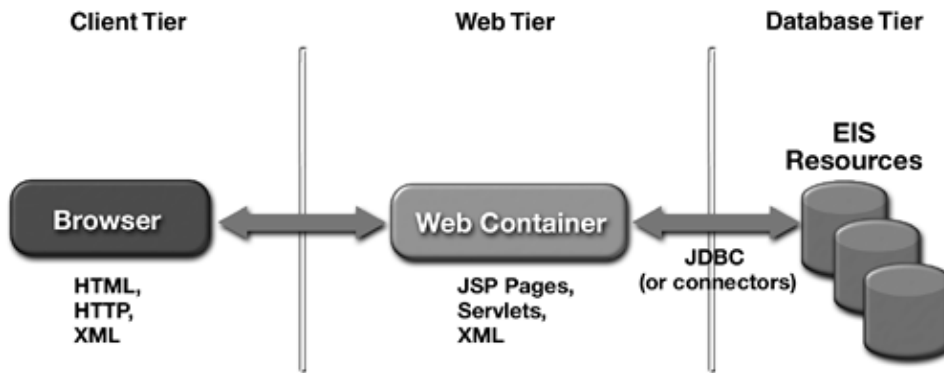 Client Tier
Web Tier
Database Tier
EIS
Resources
Browser
Web Container
JDBC
(or connectors)
HTML,
HTTP,
XML
JSP Pages,
Servlets,
XML